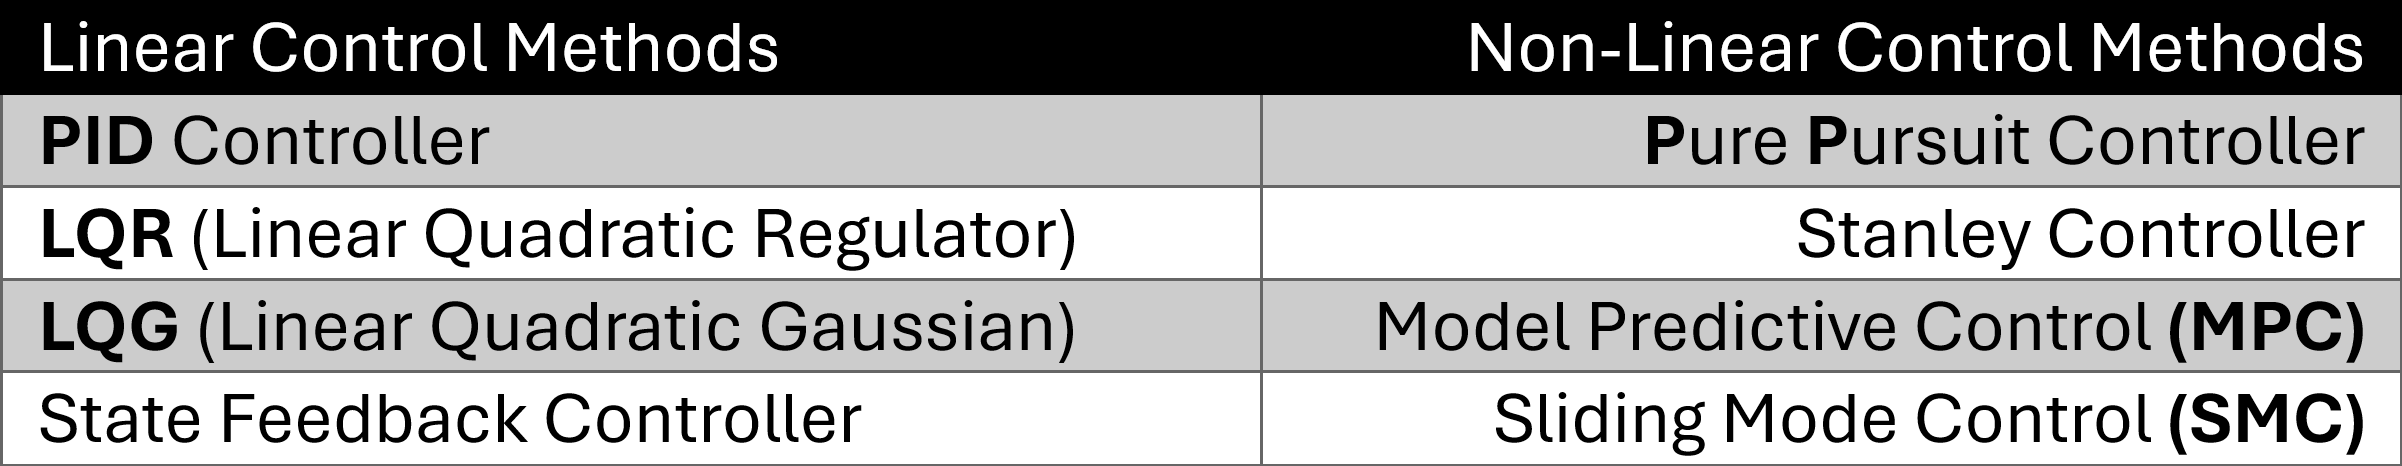 Linear Control Methods
Non-Linear Control Methods
PID Controller
Pure Pursuit Controller
LQR (Linear Quadratic Regulator)
Stanley Controller
LQG (Linear Quadratic Gaussian)
Model Predictive Control (MPC)
State Feedback Controller
Sliding Mode Control (SMC)